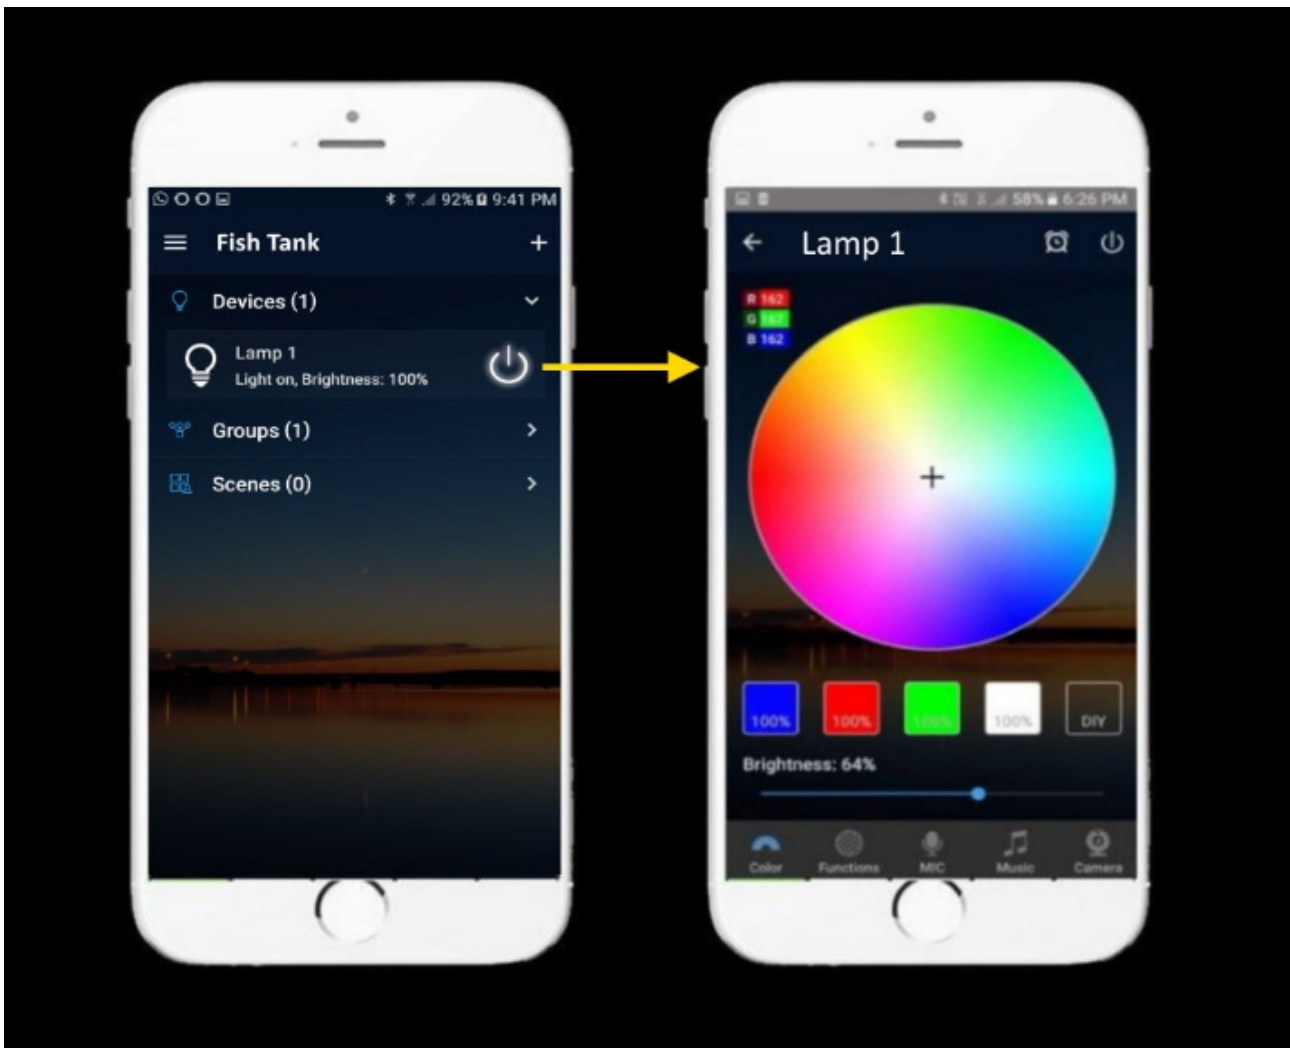 92% 9:41 PM
Fish Tank
Devices (1)
Lamp 1
Light on, Brightness: 100%
Groups (1)
Scenes (0)
58% 6:26 PM
Lamp 1
R 162
G 162
B 162
100% 100% 100% 100% DIY
Brightness: 64%
Color Functions MIC Music Camera